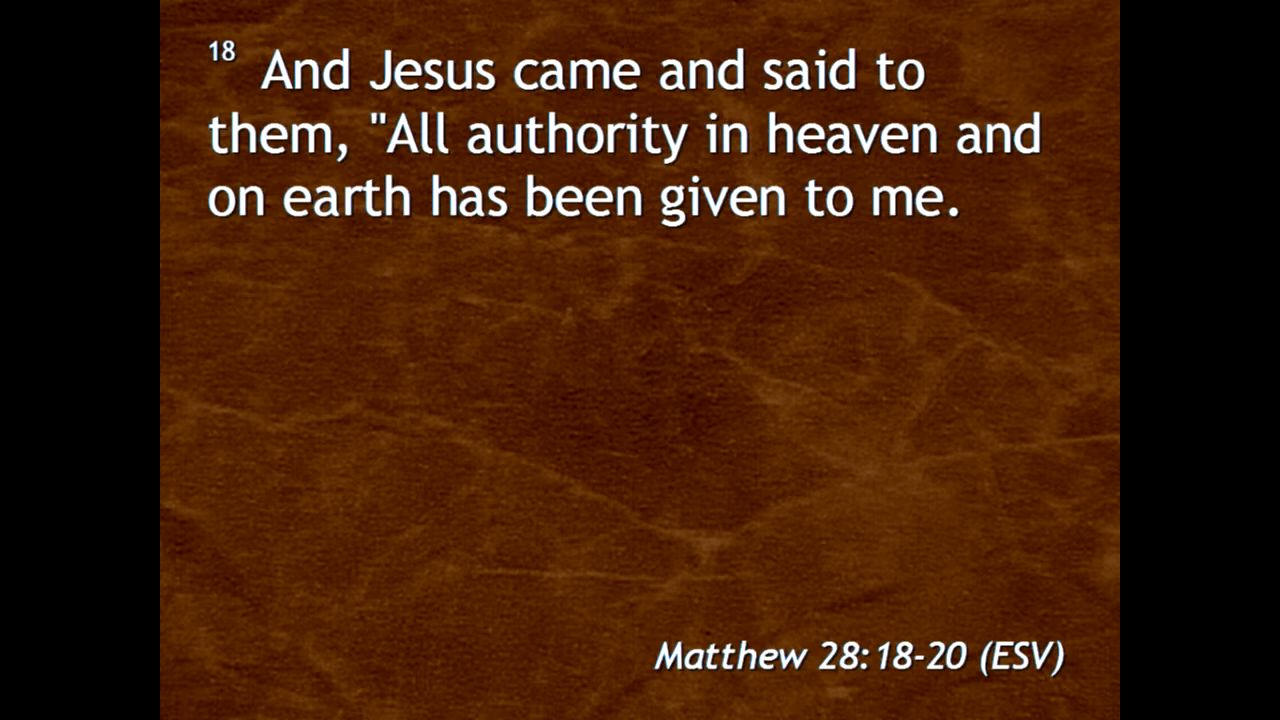 18 And Jesus came and said to
them, "All authority in heaven and
on earth has been given to me.
Matthew 28:18-20 (ESV)